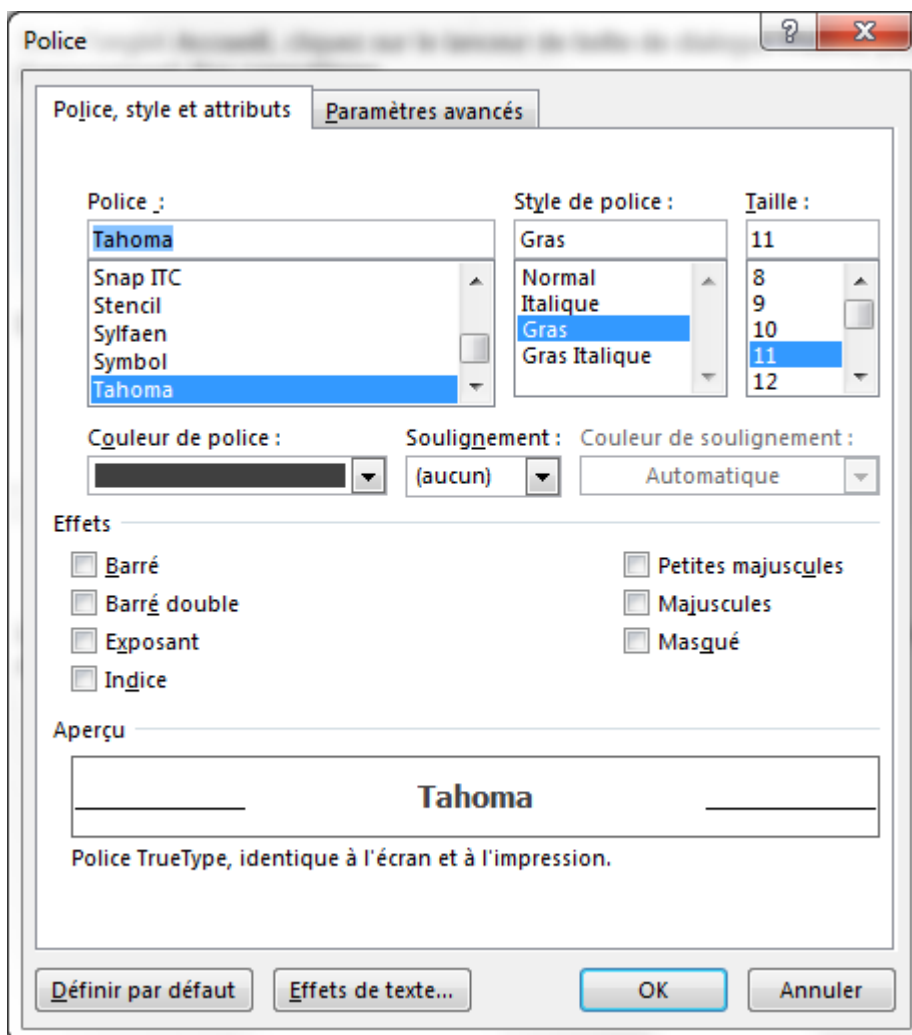 Police
Police, style et attributs Paramètres avancés
Police : Style de police : Taille :
Tahoma Gras 11
Snap ITC Normal 8
Stencil Italique 9
Sylfaen Gras 10
Symbol Gras Italique 11
Tahoma 12
Couleur de police : Soulignement : Couleur de soulignement :
(aucun) Automatique
Effets
Barré Petites majuscules
Barré double Majuscules
Exposant Masqué
Indice
Aperçu
Tahoma
Police TrueType, identique à l'écran et à l'impression.
Définir par défaut Effets de texte... OK Annuler